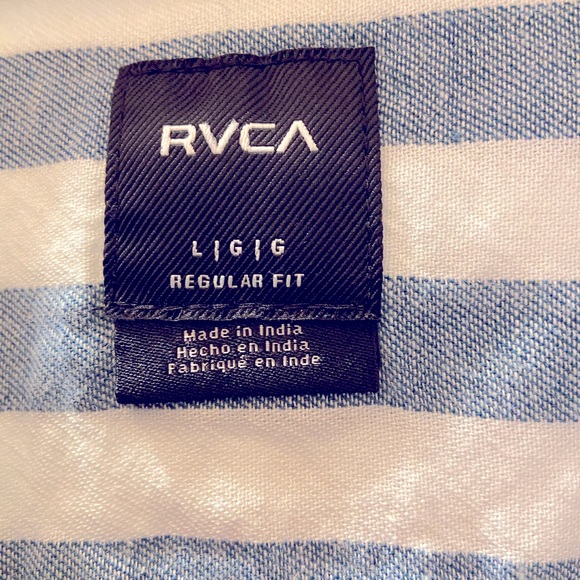 RVCA
L|G|G
REGULAR FIT
Made in India
Hecho en India
Fabriqué en Inde